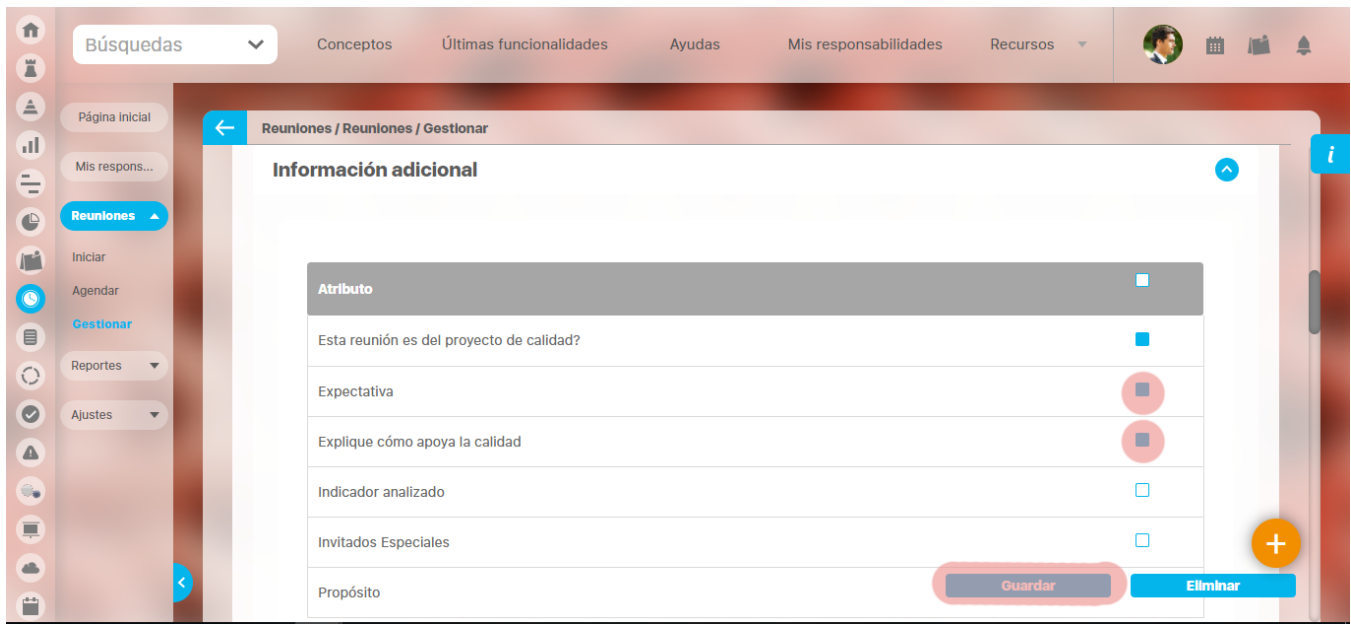 Búsquedas
Conceptos
Últimas funcionalidades
Ayudas
Mis responsabilidades
Recursos
Página inicial
Mis respons...
Reuniones
Iniciar
Agendar
Gestionar
Reportes
Ajustes
Reuniones / Reuniones / Gestionar
i
Información adicional
Atributo
Esta reunión es del proyecto de calidad?
Expectativa
Explique cómo apoya la calidad
Indicador analizado
Invitados Especiales
Propósito
+
Guardar
Eliminar